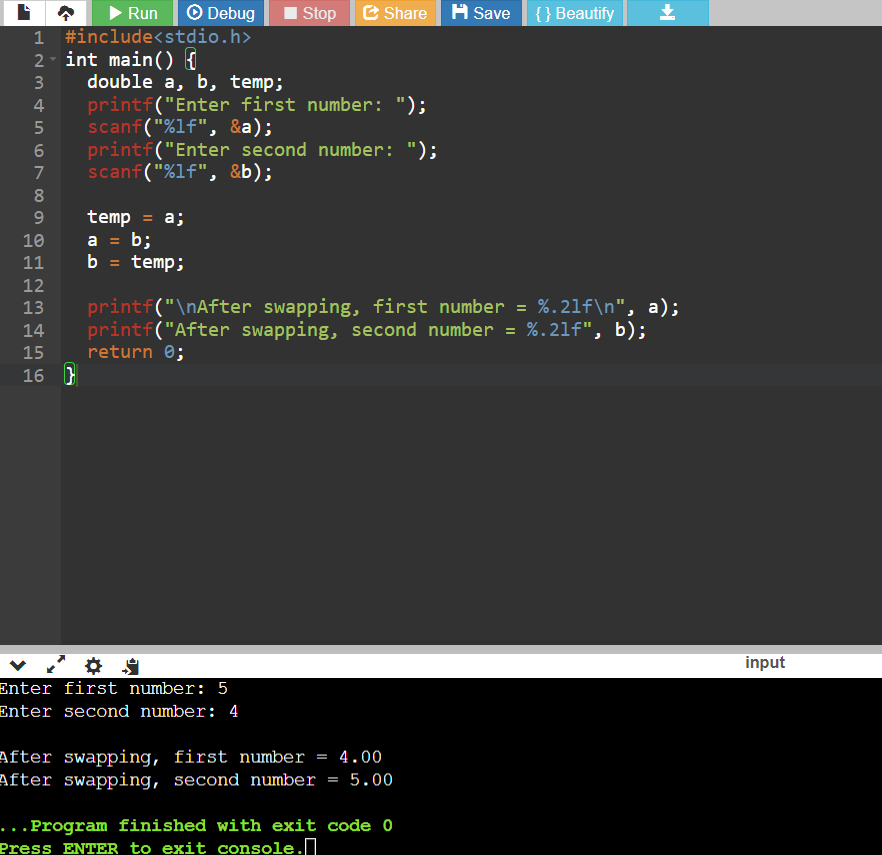 Run Debug Stop Share Save { } Beautify
1 #include<stdio.h>
2 int main() {
3 double a, b, temp;
4 printf("Enter first number: ");
5 scanf("%lf", &a);
6 printf("Enter second number: ");
7 scanf("%lf", &b);
8
9 temp = a;
10 a = b;
11 b = temp;
12
13 printf("\nAfter swapping, first number = %.2lf\n", a);
14 printf("After swapping, second number = %.2lf", b);
15 return 0;
16 }
input
Enter first number: 5
Enter second number: 4
After swapping, first number = 4.00
After swapping, second number = 5.00
...Program finished with exit code 0
Press ENTER to exit console.